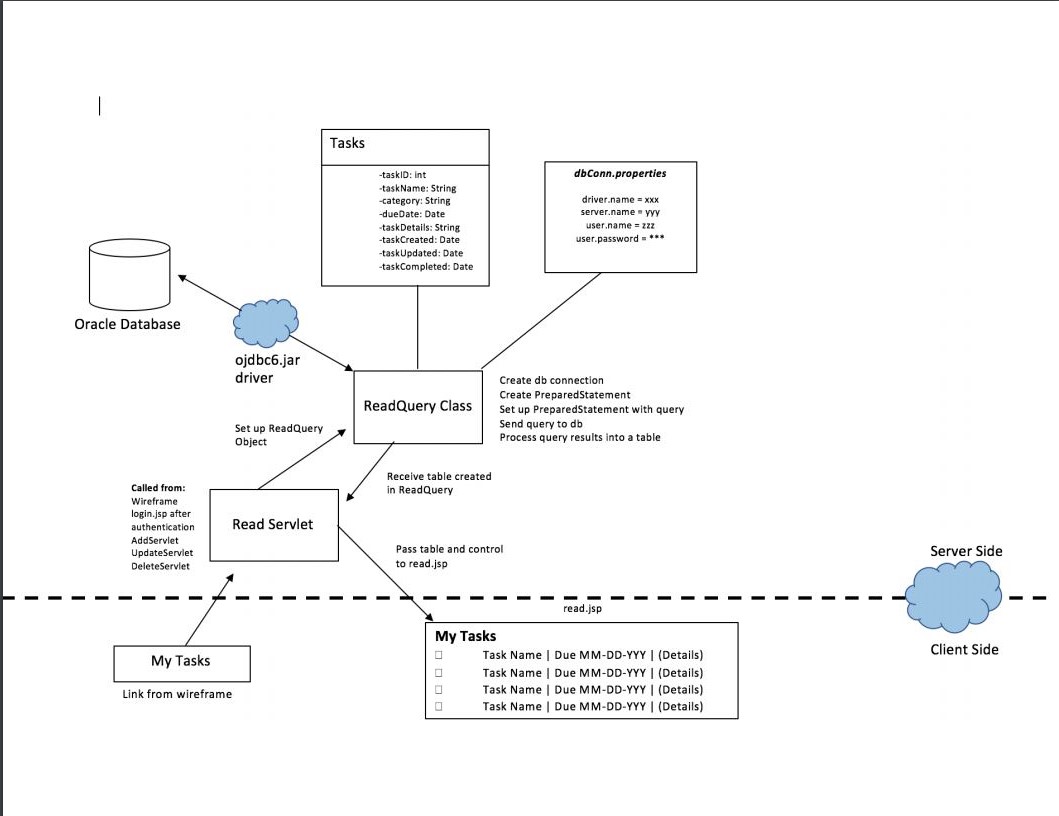 Tasks
-taskID: int
-taskName: String
-category: String
-dueDate: Date
-taskDetails: String
-taskCreated: Date
-taskUpdated: Date
-taskCompleted: Date
dbConn.properties
driver.name = xxx
server.name = yyy
user.name = zzz
user.password = ***
Oracle Database
ojdbc6.jar
driver
ReadQuery Class
Create db connection
Create PreparedStatement
Set up PreparedStatement with query
Send query to db
Process query results into a table
Set up ReadQuery
Object
Receive table created
in ReadQuery
Called from:
Wireframe
login.jsp after
authentication
AddServlet
UpdateServlet
DeleteServlet
Read Servlet
Pass table and control
to read.jsp
Server Side
Client Side
read.jsp
My Tasks
Link from wireframe
My Tasks
Task Name | Due MM-DD-YYY | (Details)
Task Name | Due MM-DD-YYY | (Details)
Task Name | Due MM-DD-YYY | (Details)
Task Name | Due MM-DD-YYY | (Details)